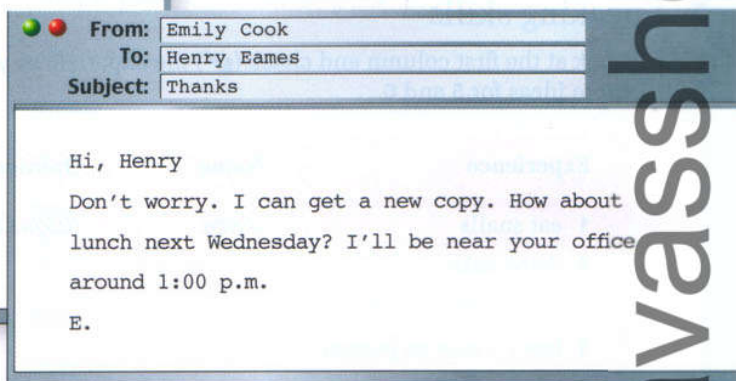 From: Emily Cook
To: Henry Eames
Subject: Thanks
Hi, Henry
Don't worry. I can get a new copy. How about
lunch next Wednesday? I'll be near your office
around 1:00 p.m.
E.